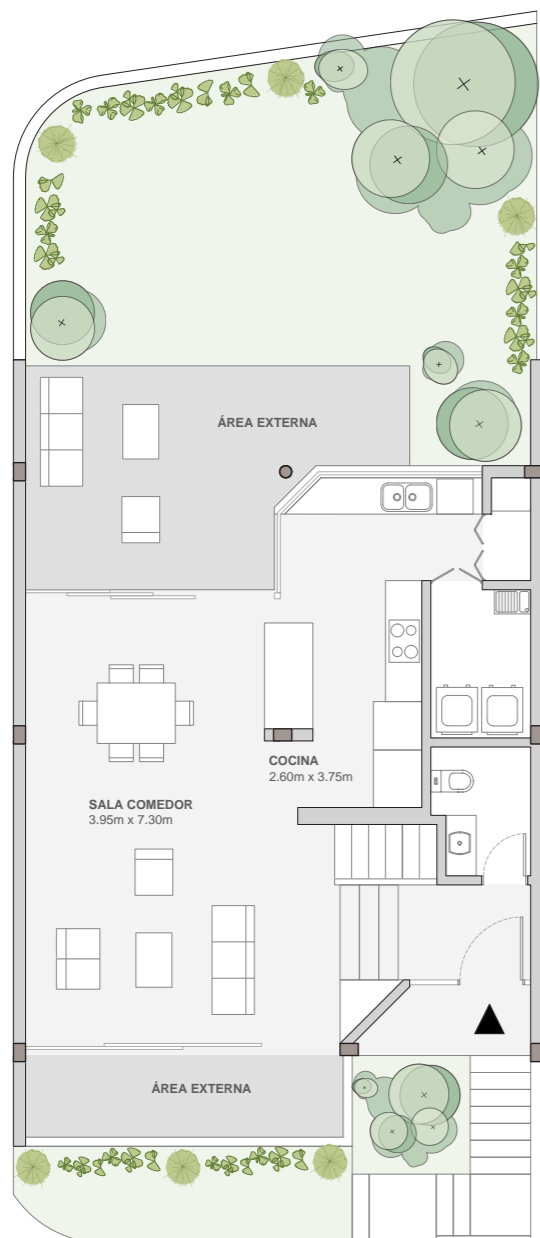 ÁREA EXTERNA
COCINA
2.60m x 3.75m
SALA COMEDOR
3.95m x 7.30m
ÁREA EXTERNA